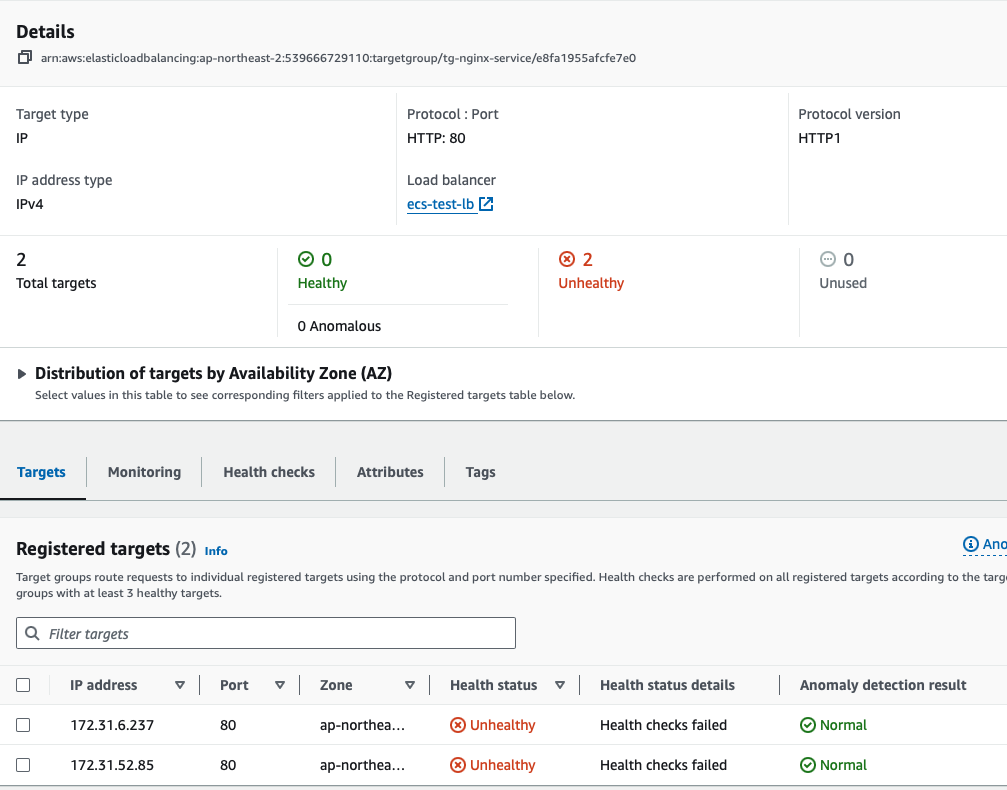 Details
arn:aws:elasticloadbalancing:ap-northeast-2:539666729110:targetgroup/tg-nginx-service/e8fa1955afcfe7e0
Target type
IP
Protocol : Port
HTTP: 80
Protocol version
HTTP1
IP address type
IPv4
Load balancer
ecs-test-lb
2
Total targets
0
Healthy
0 Anomalous
2
Unhealthy
0
Unused
Distribution of targets by Availability Zone (AZ)
Select values in this table to see corresponding filters applied to the Registered targets table below.
Targets Monitoring Health checks Attributes Tags
Registered targets (2) Info
Ano
Target groups route requests to individual registered targets using the protocol and port number specified. Health checks are performed on all registered targets according to the targ
groups with at least 3 healthy targets.
Filter targets
IP address Port Zone Health status Health status details Anomaly detection result
172.31.6.237 80 ap-northea... Unhealthy Health checks failed Normal
172.31.52.85 80 ap-northea... Unhealthy Health checks failed Normal